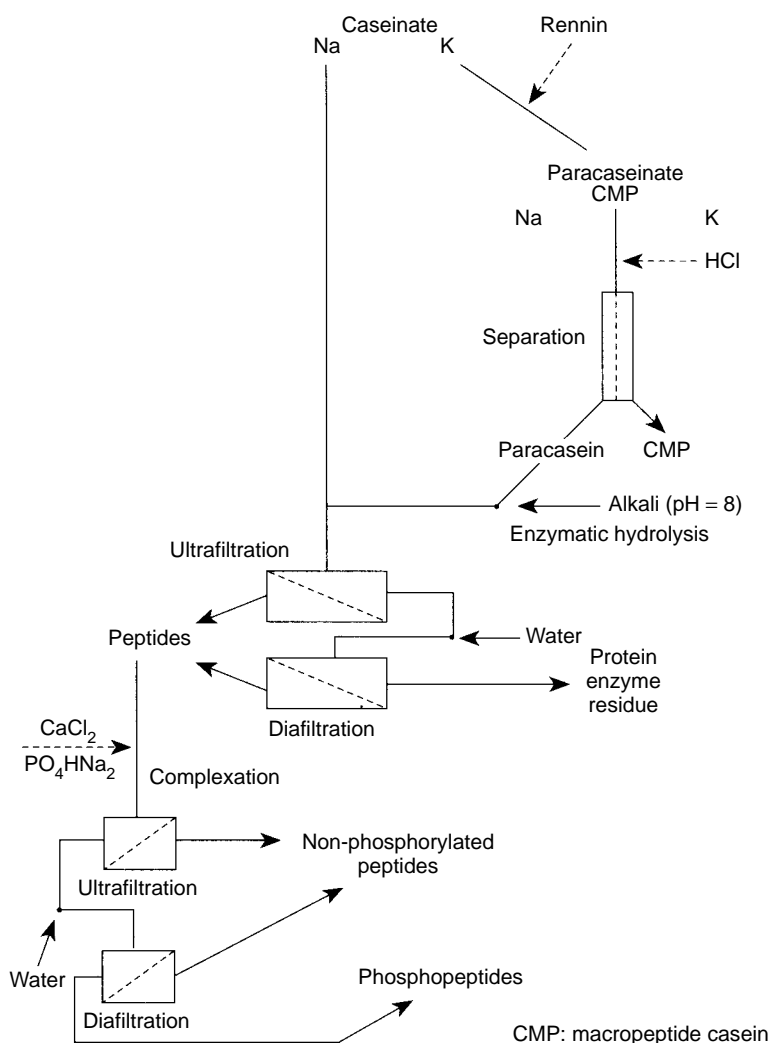 Caseinate
Na K
Rennin
Paracaseinate
CMP
Na K
HCl
Separation
Paracasein CMP
Alkali (pH = 8)
Enzymatic hydrolysis
Ultrafiltration
Peptides
Water
Protein
enzyme
residue
Diafiltration
CaCl2
PO4HNa2
Complexation
Non-phosphorylated
peptides
Ultrafiltration
Water
Diafiltration
Phosphopeptides
CMP: macropeptide casein